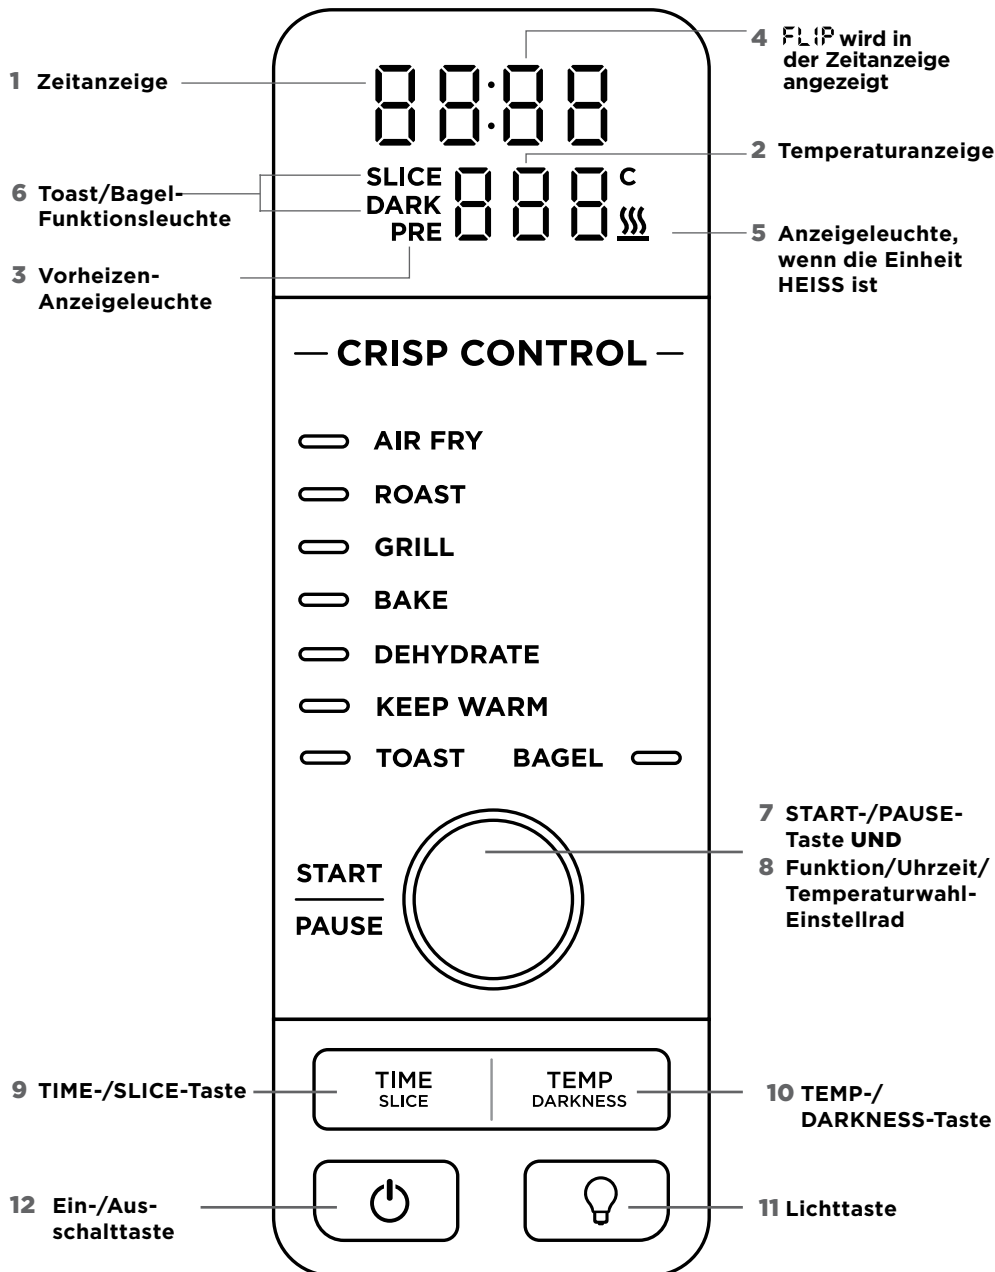 1 Zeitanzeige
4 FLIP wird in
der Zeitanzeige
angezeigt
88:88
2 Temperaturanzeige
6 Toast/Bagel-
Funktionsleuchte
SLICE
DARK
PRE
888 C
5 Anzeigeleuchte,
wenn die Einheit
HEISS ist
3 Vorheizen-
Anzeigeleuchte
— CRISP CONTROL —
AIR FRY
ROAST
GRILL
BAKE
DEHYDRATE
KEEP WARM
TOAST BAGEL
START
PAUSE
7 START-/PAUSE-
Taste UND
8 Funktion/Uhrzeit/
Temperaturwahl-
Einstellrad
9 TIME-/SLICE-Taste
TIME
SLICE
TEMP
DARKNESS
10 TEMP-/
DARKNESS-Taste
12 Ein-/Aus-
schalttaste
11 Lichttaste